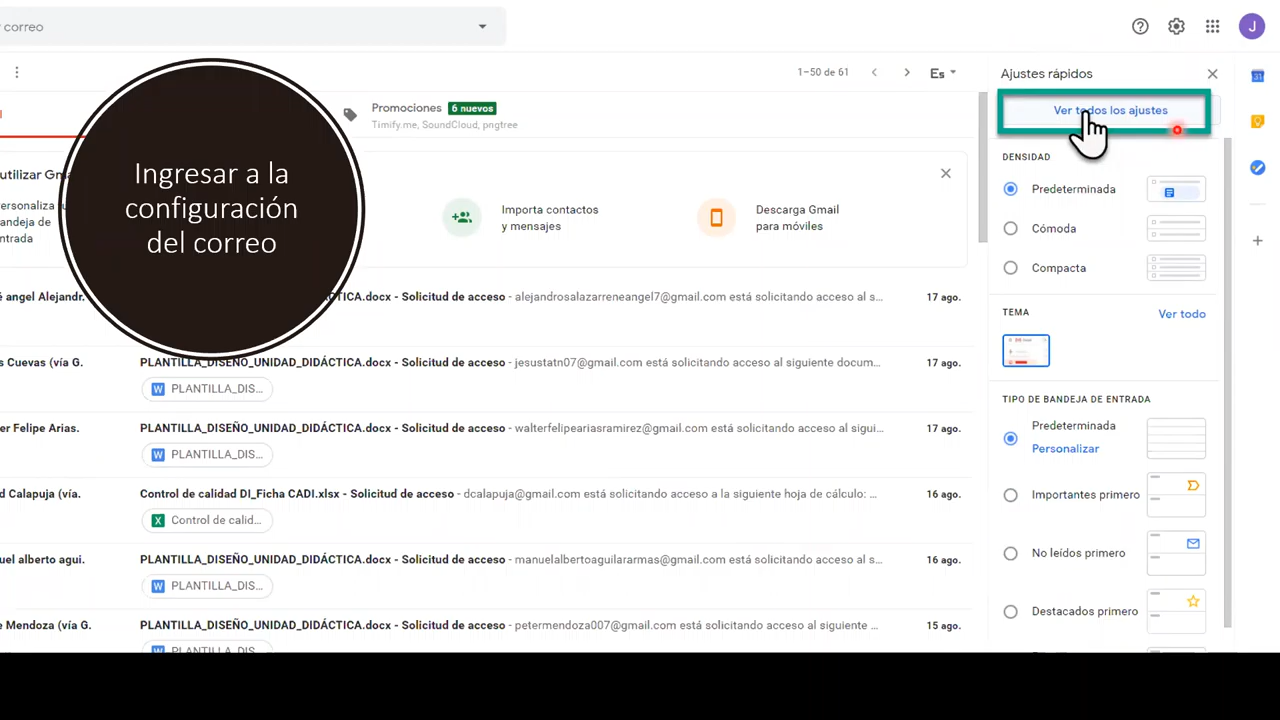 correo
J
Es
1–50 de 61
Promociones 6 nuevos
Timify.me, SoundCloud, pngtree
Ingresar a la
configuración
del correo
utilizar Gm
ersonaliza tu
andeja de
ntrada
Importa contactos
y mensajes
Descarga Gmail
para móviles
é angel Alejandr.
ÁCTICA.docx - Solicitud de acceso - alejandrosalazarreneangel7@gmail.com está solicitando acceso al s...
17 ago.
s Cuevas (vía G.
PLANTILLA_DISEÑO_UNIDAD_DIDÁCTICA.docx - Solicitud de acceso - jesustatn07@gmail.com está solicitando acceso al siguiente docum...
17 ago.
W PLANTILLA_DIS...
er Felipe Arias.
PLANTILLA_DISEÑO_UNIDAD_DIDÁCTICA.docx - Solicitud de acceso - walterfelipeariasramirez@gmail.com está solicitando acceso al sigui...
17 ago.
W PLANTILLA_DIS...
d Calapuja (vía.
Control de calidad DI_Ficha CADI.xlsx - Solicitud de acceso - dcalapuja@gmail.com está solicitando acceso a la siguiente hoja de cálculo: ...
16 ago.
X Control de calid...
uel alberto agui.
PLANTILLA_DISEÑO_UNIDAD_DIDÁCTICA.docx - Solicitud de acceso - manuelalbertoaguilararmas@gmail.com está solicitando acceso al ...
16 ago.
W PLANTILLA_DIS...
e Mendoza (vía G.
PLANTILLA_DISEÑO_UNIDAD_DIDÁCTICA.docx - Solicitud de acceso - petermendoza007@gmail.com está solicitando acceso al siguiente ...
15 ago.
W PLANTILLA_DIS...
Ajustes rápidos
Ver todos los ajustes
DENSIDAD
Predeterminada
Cómoda
Compacta
TEMA
Ver todo
TIPO DE BANDEJA DE ENTRADA
Predeterminada
Personalizar
Importantes primero
No leídos primero
Destacados primero
31